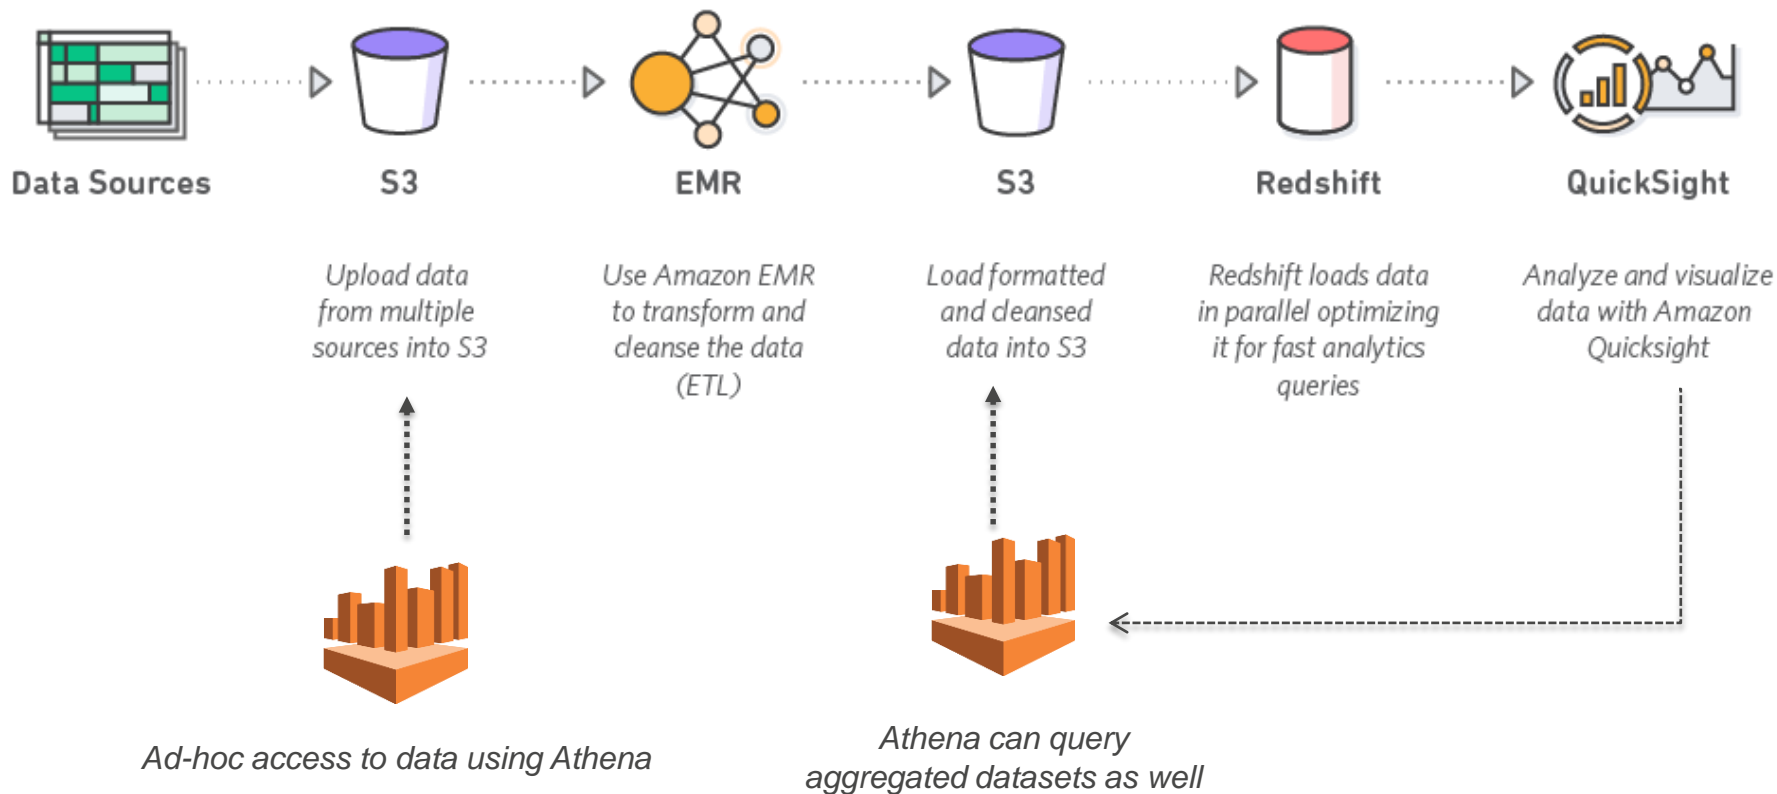 Data Sources
S3
EMR
S3
Redshift
QuickSight
Upload data
from multiple
sources into S3
Use Amazon EMR
to transform and
cleanse the data
(ETL)
Load formatted
and cleansed
data into S3
Redshift loads data
in parallel optimizing
it for fast analytics
queries
Analyze and visualize
data with Amazon
Quicksight
Ad-hoc access to data using Athena
Athena can query
aggregated datasets as well